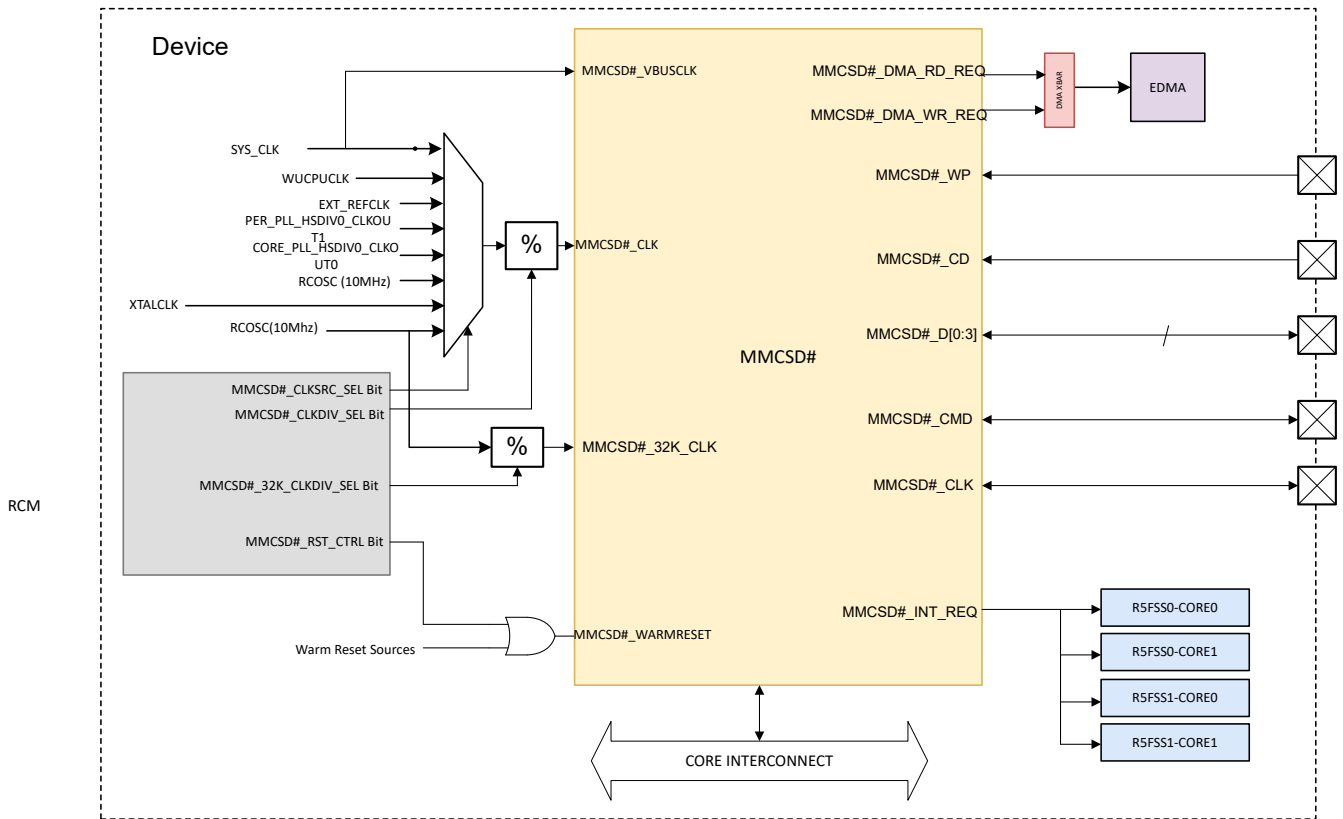 Device
MMCSD#_VBUSCLK
SYS_CLK
WUCPUCLK
EXT_REFCLK
PER_PLL_HSDIV0_CLKOU
T1
CORE_PLL_HSDIV0_CLKO
UT0
RCOSC (10MHz)
XTALCLK
RCOSC(10Mhz)
%
MMCSD#_CLK
MMCSD#_CLKSRC_SEL Bit
MMCSD#_CLKDIV_SEL Bit
%
MMCSD#_32K_CLK
MMCSD#_32K_CLKDIV_SEL Bit
RCM
MMCSD#_RST_CTRL Bit
Warm Reset Sources
MMCSD#_WARMRESET
MMCSD#
MMCSD#_DMA_RD_REQ
MMCSD#_DMA_WR_REQ
DMA XBAR
EDMA
MMCSD#_WP
MMCSD#_CD
MMCSD#_D[0:3]
MMCSD#_CMD
MMCSD#_CLK
MMCSD#_INT_REQ
R5FSS0-CORE0
R5FSS0-CORE1
R5FSS1-CORE0
R5FSS1-CORE1
CORE INTERCONNECT